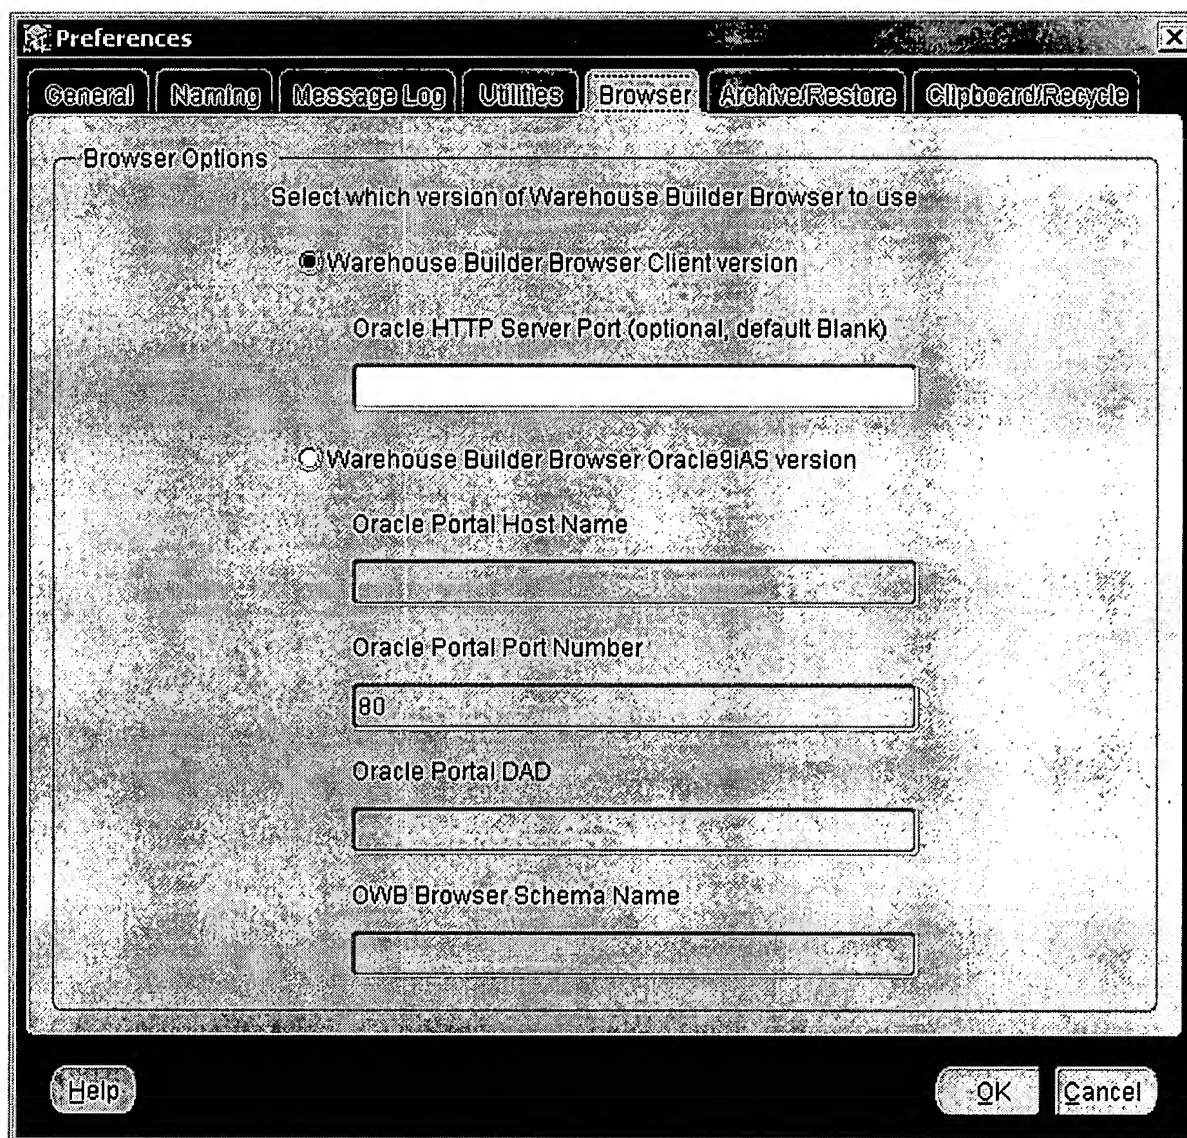 Preferences
General Naming Message Log Utilities Browser Archive/Restore Clipboard/Recycle
Browser Options
Select which version of Warehouse Builder Browser to use
Warehouse Builder Browser Client version
Oracle HTTP Server Port (optional, default Blank)
Warehouse Builder Browser Oracle9iAS version
Oracle Portal Host Name
Oracle Portal Port Number
80
Oracle Portal DAD
OWB Browser Schema Name
Help OK Cancel